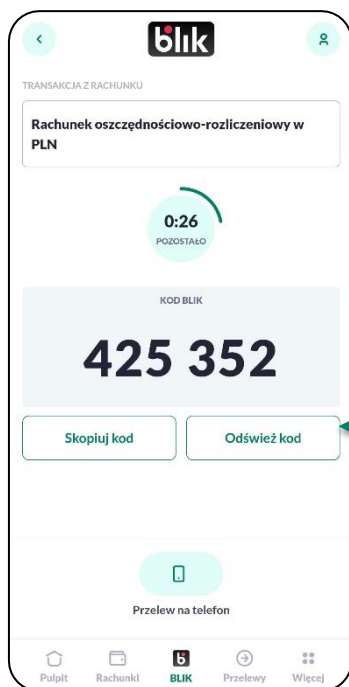 blik
TRANSAKCJA Z RACHUNKU
Rachunek oszczędnościowo-rozliczeniowy w
PLN
0:26
POZOSTAŁO
KOD BLIK
425 352
Skopiuj kod
Odśwież kod
Przelew na telefon
Pulpit
Rachunki
BLIK
Przelewy
Więcej